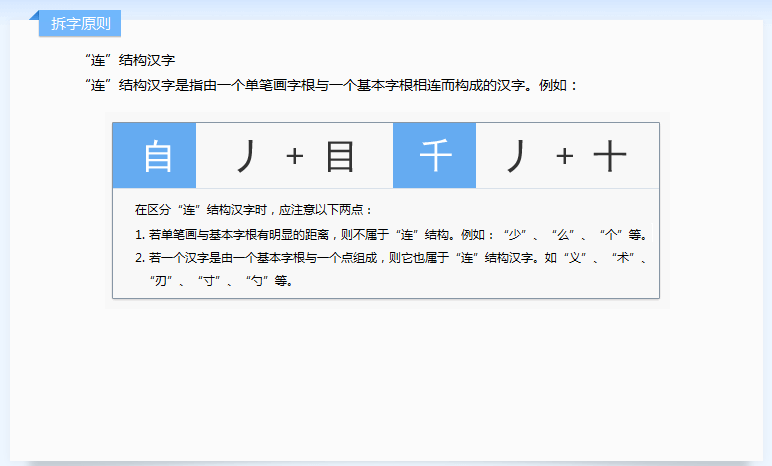 拆字原则
“连”结构汉字
“连”结构汉字是指由一个单笔画字根与一个基本字根相连而构成的汉字。例如：
自 丿 + 目 千 丿 + 十
在区分“连”结构汉字时，应注意以下两点：
1. 若单笔画与基本字根有明显的距离，则不属于“连”结构。例如：“少”、“么”、“个”等。
2. 若一个汉字是由一个基本字根与一个点组成，则它也属于“连”结构汉字。如“义”、“术”、
“刃”、“寸”、“勺”等。